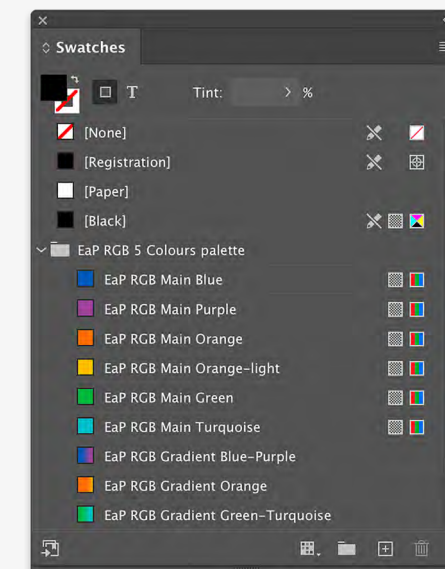 Swatches
T Tint: %
[None]
[Registration]
[Paper]
[Black]
EaP RGB 5 Colours palette
EaP RGB Main Blue
EaP RGB Main Purple
EaP RGB Main Orange
EaP RGB Main Orange-light
EaP RGB Main Green
EaP RGB Main Turquoise
EaP RGB Gradient Blue-Purple
EaP RGB Gradient Orange
EaP RGB Gradient Green-Turquoise